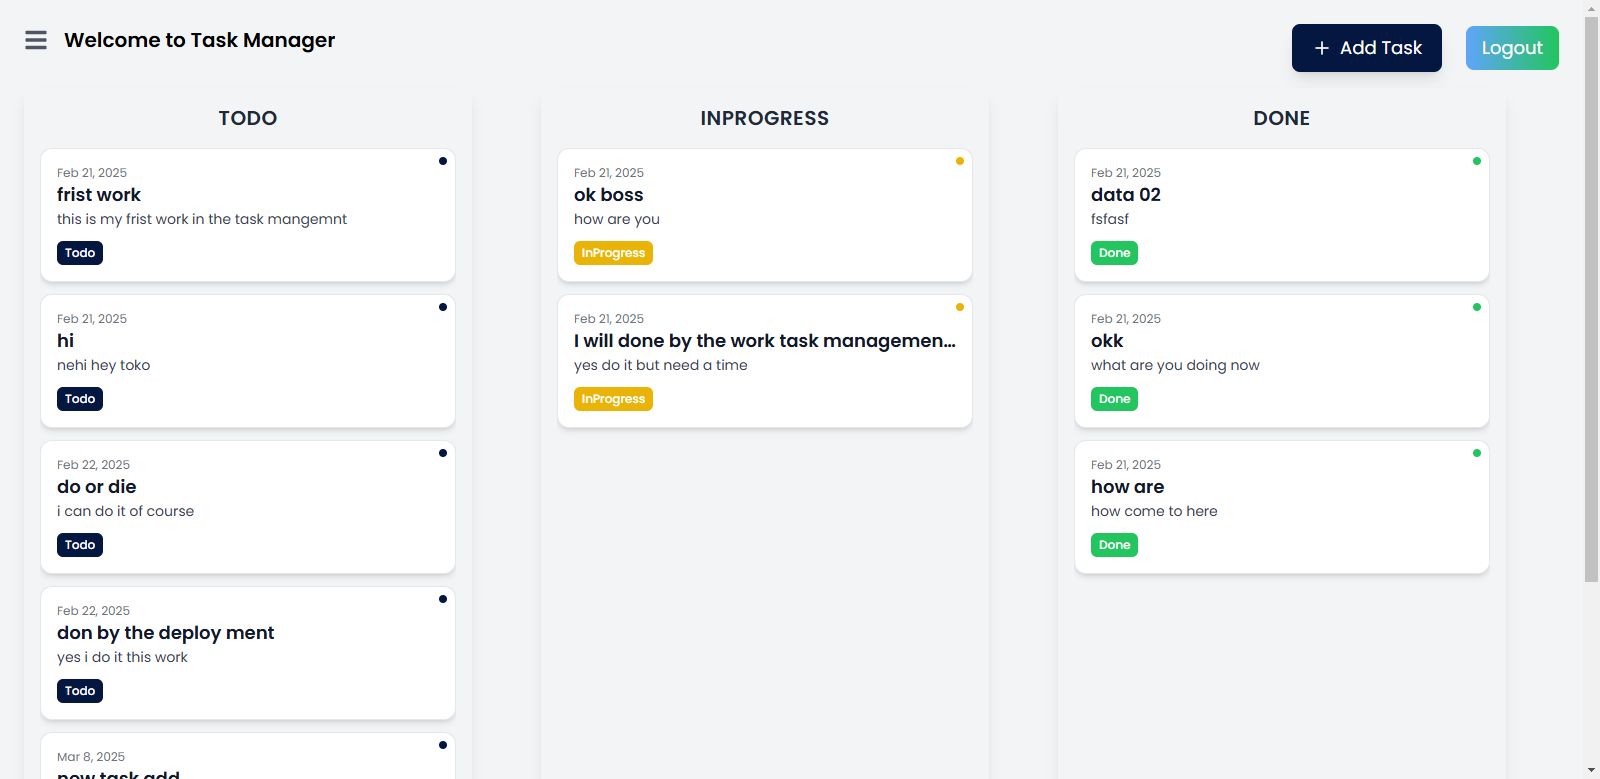 Welcome to Task Manager
+ Add Task
Logout
TODO
Feb 21, 2025
frist work
this is my frist work in the task mangemnt
Todo
Feb 21, 2025
hi
nehi hey toko
Todo
Feb 22, 2025
do or die
i can do it of course
Todo
Feb 22, 2025
don by the deploy ment
yes i do it this work
Todo
Mar 8, 2025
new task add
INPROGRESS
Feb 21, 2025
ok boss
how are you
InProgress
Feb 21, 2025
I will done by the work task managemen...
yes do it but need a time
InProgress
DONE
Feb 21, 2025
data 02
fsfasf
Done
Feb 21, 2025
okk
what are you doing now
Done
Feb 21, 2025
how are
how come to here
Done